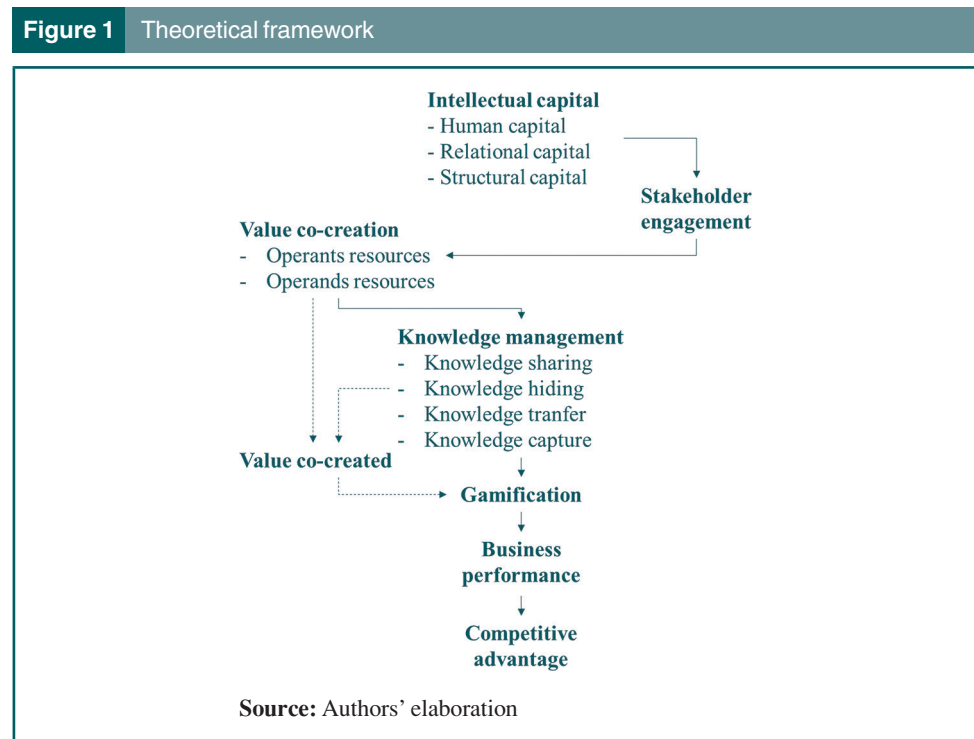 Figure 1 Theoretical framework
Intellectual capital
- Human capital
- Relational capital
- Structural capital
Stakeholder
engagement
Value co-creation
- Operants resources
- Operands resources
Knowledge management
- Knowledge sharing
- Knowledge hiding
- Knowledge tranfer
- Knowledge capture
Value co-created
Gamification
Business
performance
Competitive
advantage
Source: Authors’ elaboration